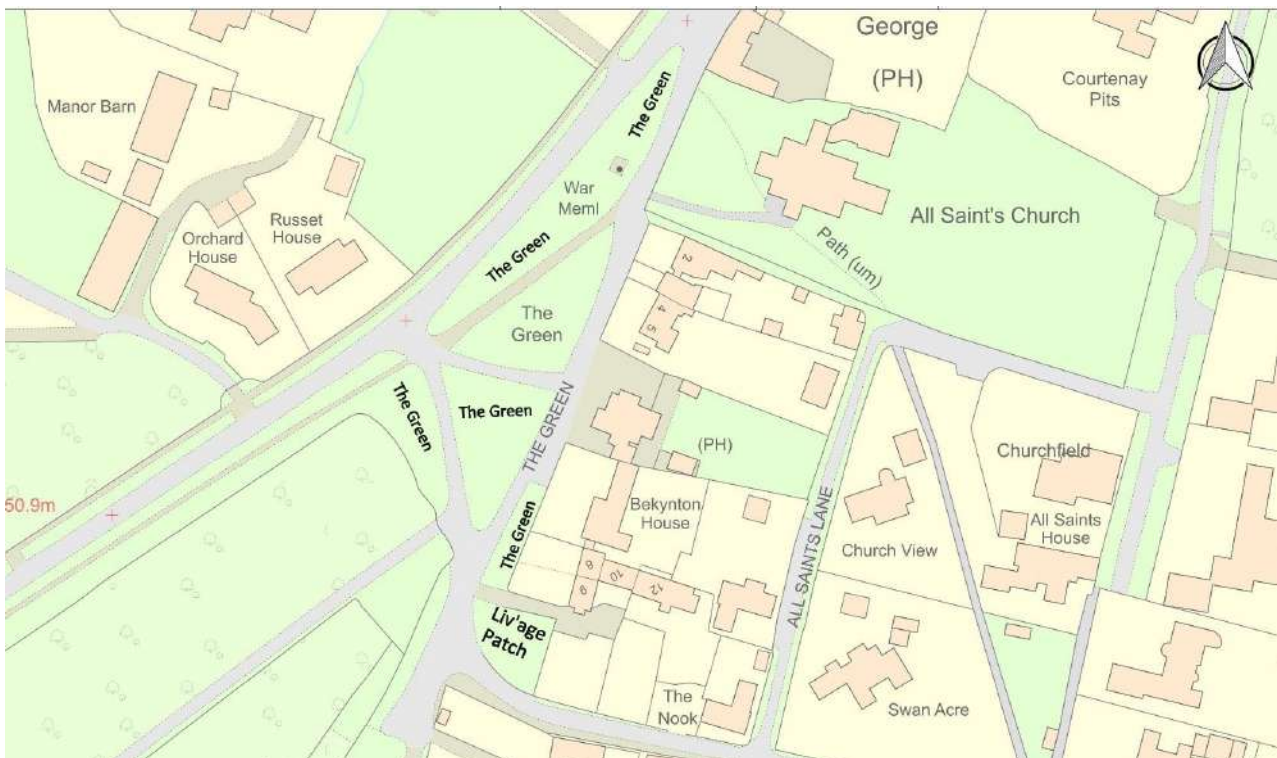 George
(PH)
Courtenay
Pits
Manor Barn
The Green
War
Meml
Russet
House
Orchard
House
All Saint's Church
Path (um)
The Green
2
4
5
The
Green
The Green
The Green
THE GREEN
(PH)
Churchfield
50.9m
Bekynton
House
The Green
All Saints
House
Church View
ALL SAINTS LANE
8
10
12
9
Liv'age
Patch
The
Nook
Swan Acre